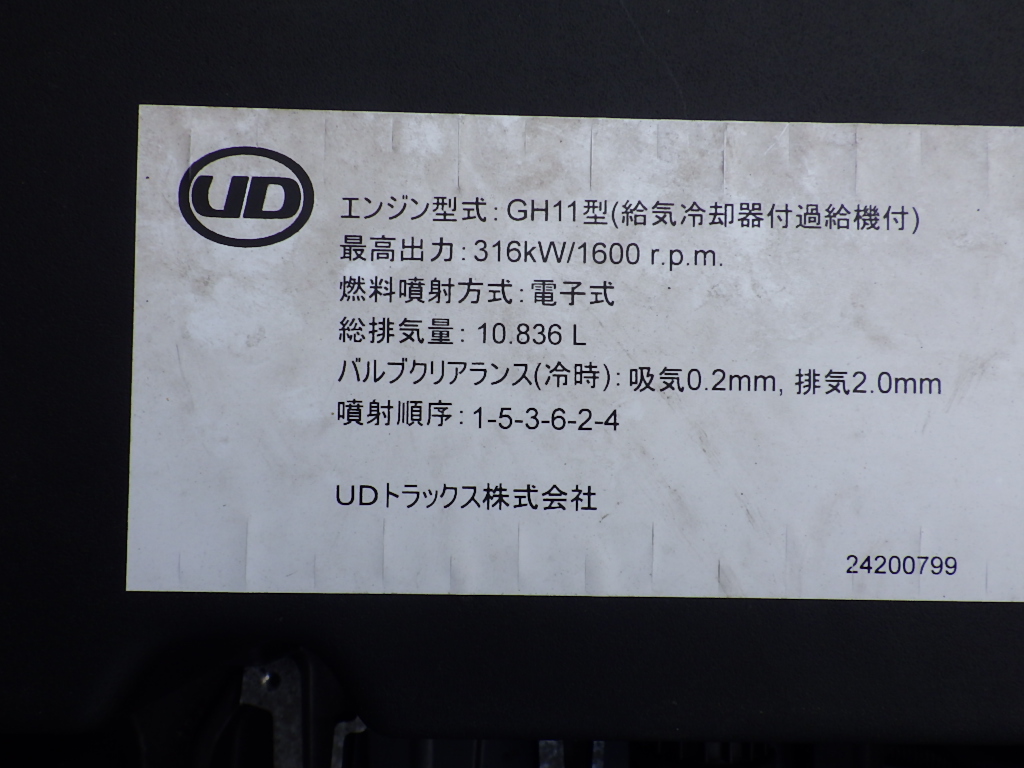 UD
エンジン型式: GH11型(給気冷却器付過給機付)
最高出力: 316kW/1600 r.p.m.
燃料噴射方式: 電子式
総排気量: 10.836 L
バルブクリアランス(冷時): 吸気0.2mm, 排気2.0mm
噴射順序: 1-5-3-6-2-4
UDトラックス株式会社
24200799